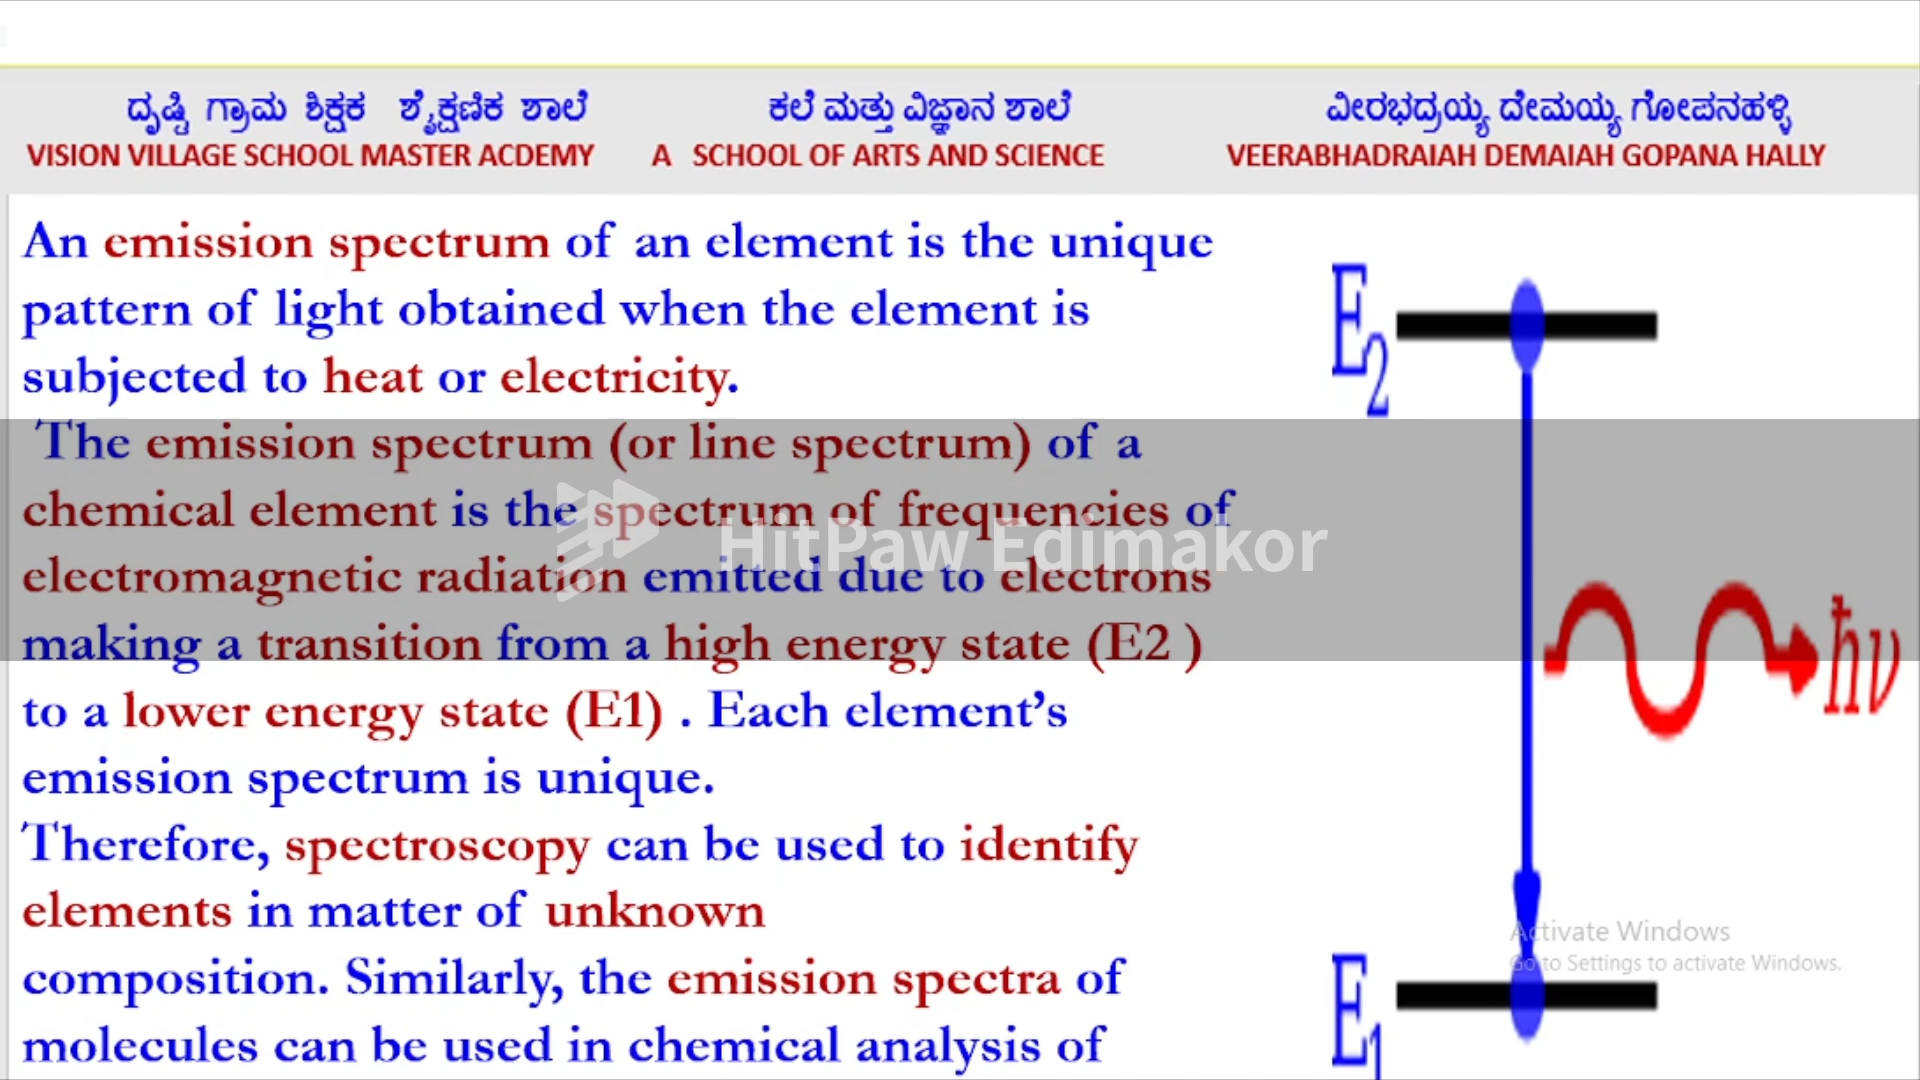 ದೃಷ್ಟಿ ಗ್ರಾಮ ಶಿಕ್ಷಕ ಶೈಕ್ಷಣಿಕ ಶಾಲೆ ಕಲೆ ಮತ್ತು ವಿಜ್ಞಾನ ಶಾಲೆ ವೀರಭದ್ರಯ್ಯ ದೇಮಯ್ಯ ಗೋಪನಹಳ್ಳಿ
VISION VILLAGE SCHOOL MASTER ACDEMY A SCHOOL OF ARTS AND SCIENCE VEERABHADRAIAH DEMAIAH GOPANA HALLY
An emission spectrum of an element is the unique
pattern of light obtained when the element is
subjected to heat or electricity.
The emission spectrum (or line spectrum) of a
chemical element is the spectrum of frequencies of
electromagnetic radiation emitted due to electrons
making a transition from a high energy state (E2 )
to a lower energy state (E1) . Each element’s
emission spectrum is unique.
Therefore, spectroscopy can be used to identify
elements in matter of unknown
composition. Similarly, the emission spectra of
molecules can be used in chemical analysis of
E2
ħν
E1
HitPaw Edimakor
Activate Windows
Go to Settings to activate Windows.